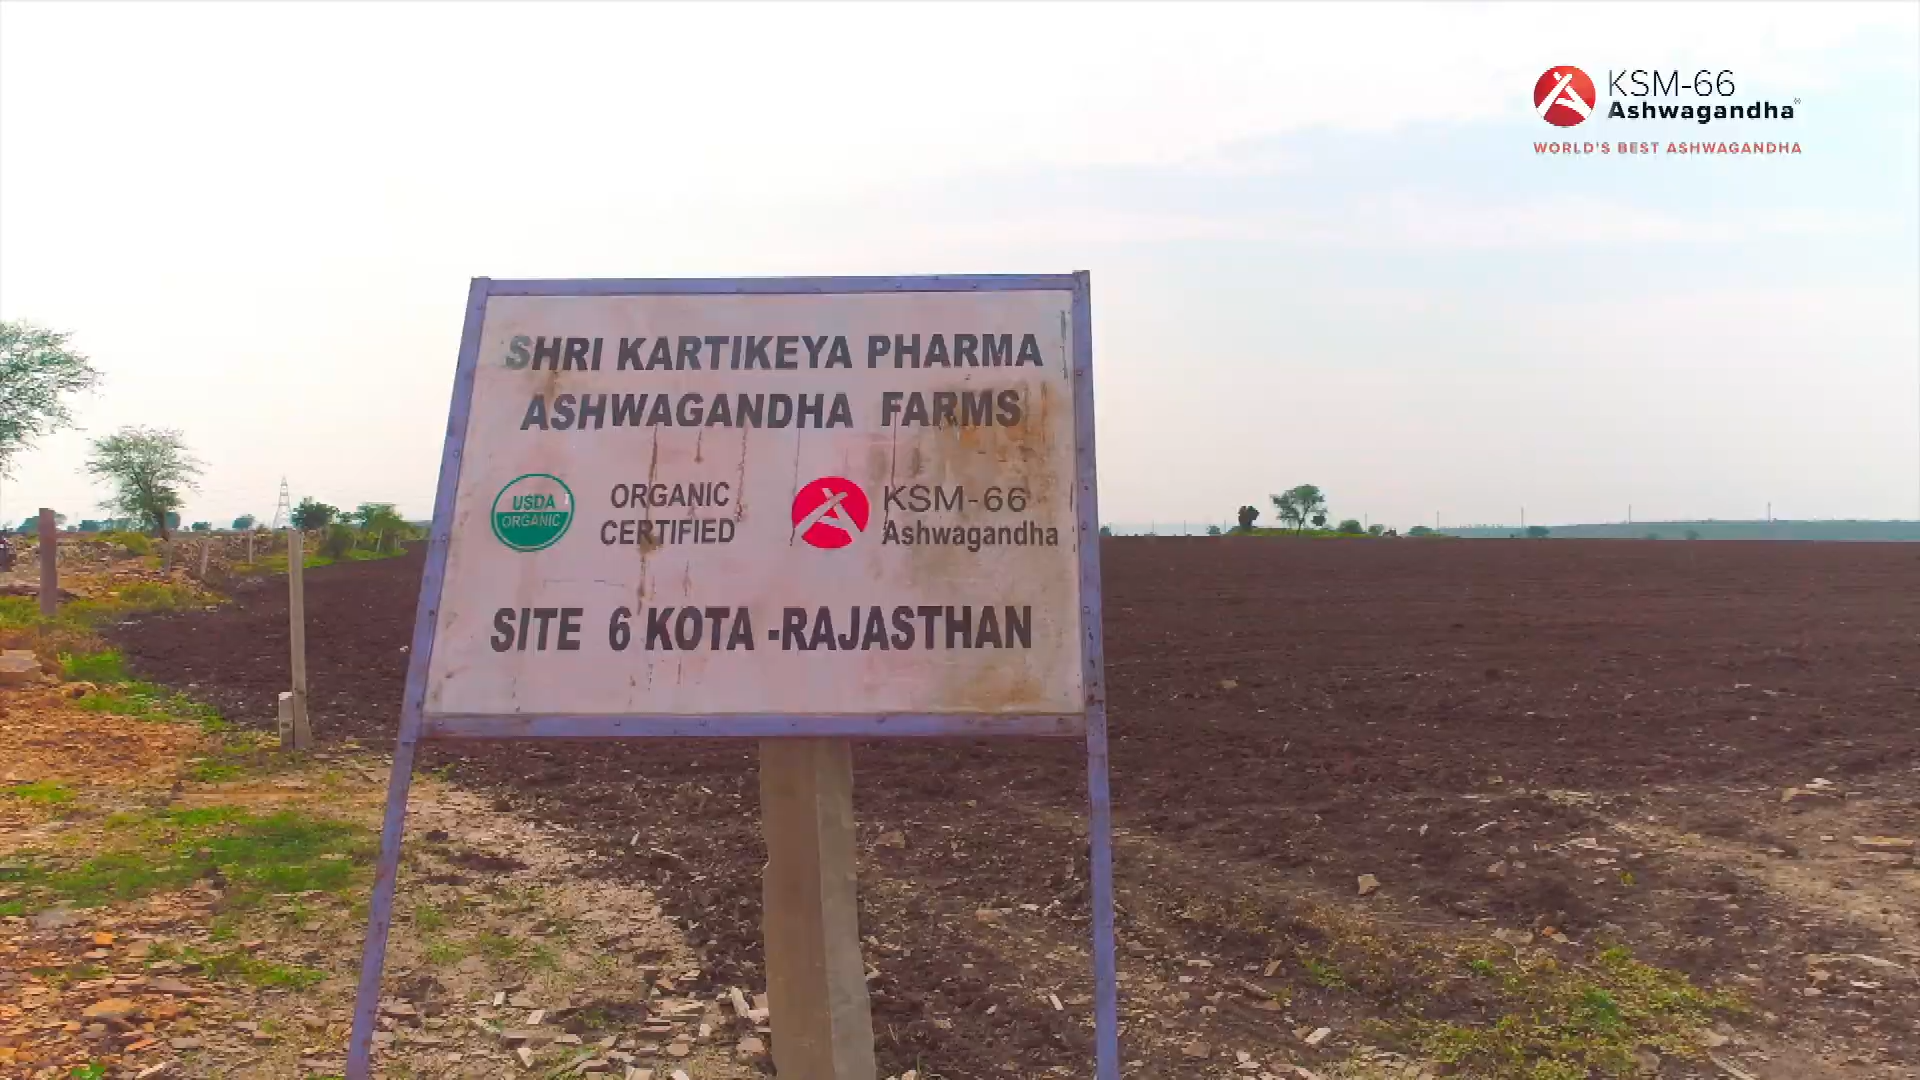 KSM-66
Ashwagandha®
WORLD'S BEST ASHWAGANDHA
SHRI KARTIKEYA PHARMA
ASHWAGANDHA FARMS
USDA
ORGANIC
ORGANIC
CERTIFIED
KSM-66
Ashwagandha
SITE 6 KOTA -RAJASTHAN